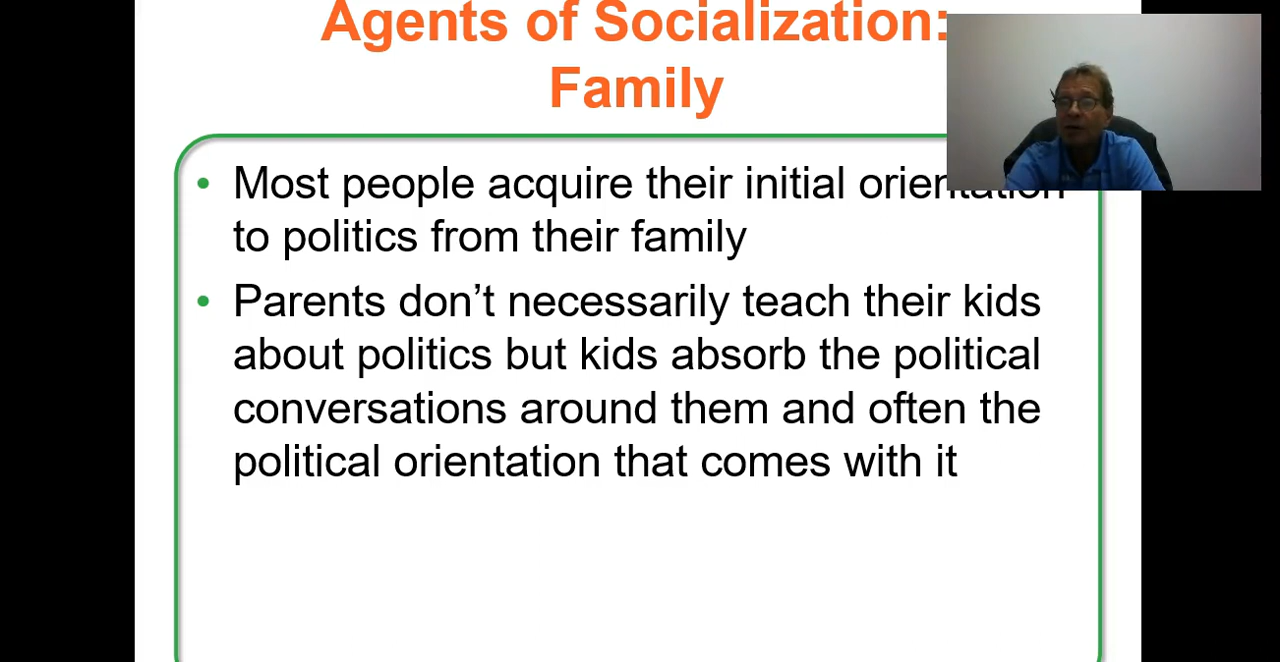 Agents of Socialization:
Family
• Most people acquire their initial orientation
to politics from their family
• Parents don’t necessarily teach their kids
about politics but kids absorb the political
conversations around them and often the
political orientation that comes with it